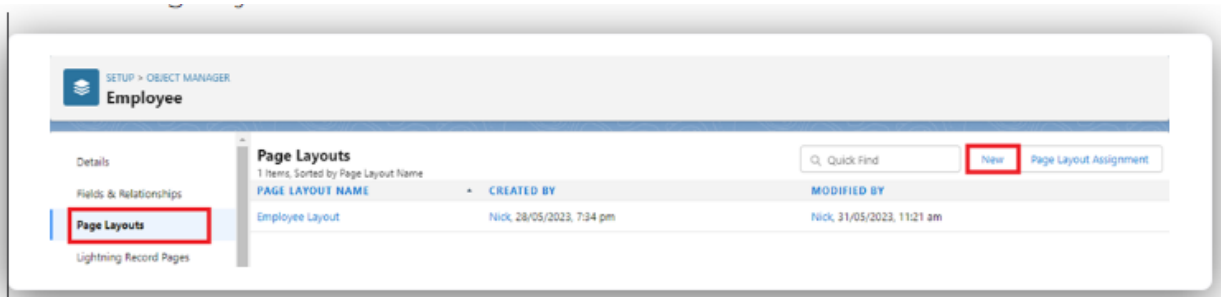 SETUP > OBJECT MANAGER
Employee
Details
Fields & Relationships
Page Layouts
Lightning Record Pages
Page Layouts
1 Items, Sorted by Page Layout Name
Quick Find
New
Page Layout Assignment
PAGE LAYOUT NAME CREATED BY MODIFIED BY
Employee Layout Nick, 28/05/2023, 7:34 pm Nick, 31/05/2023, 11:21 am